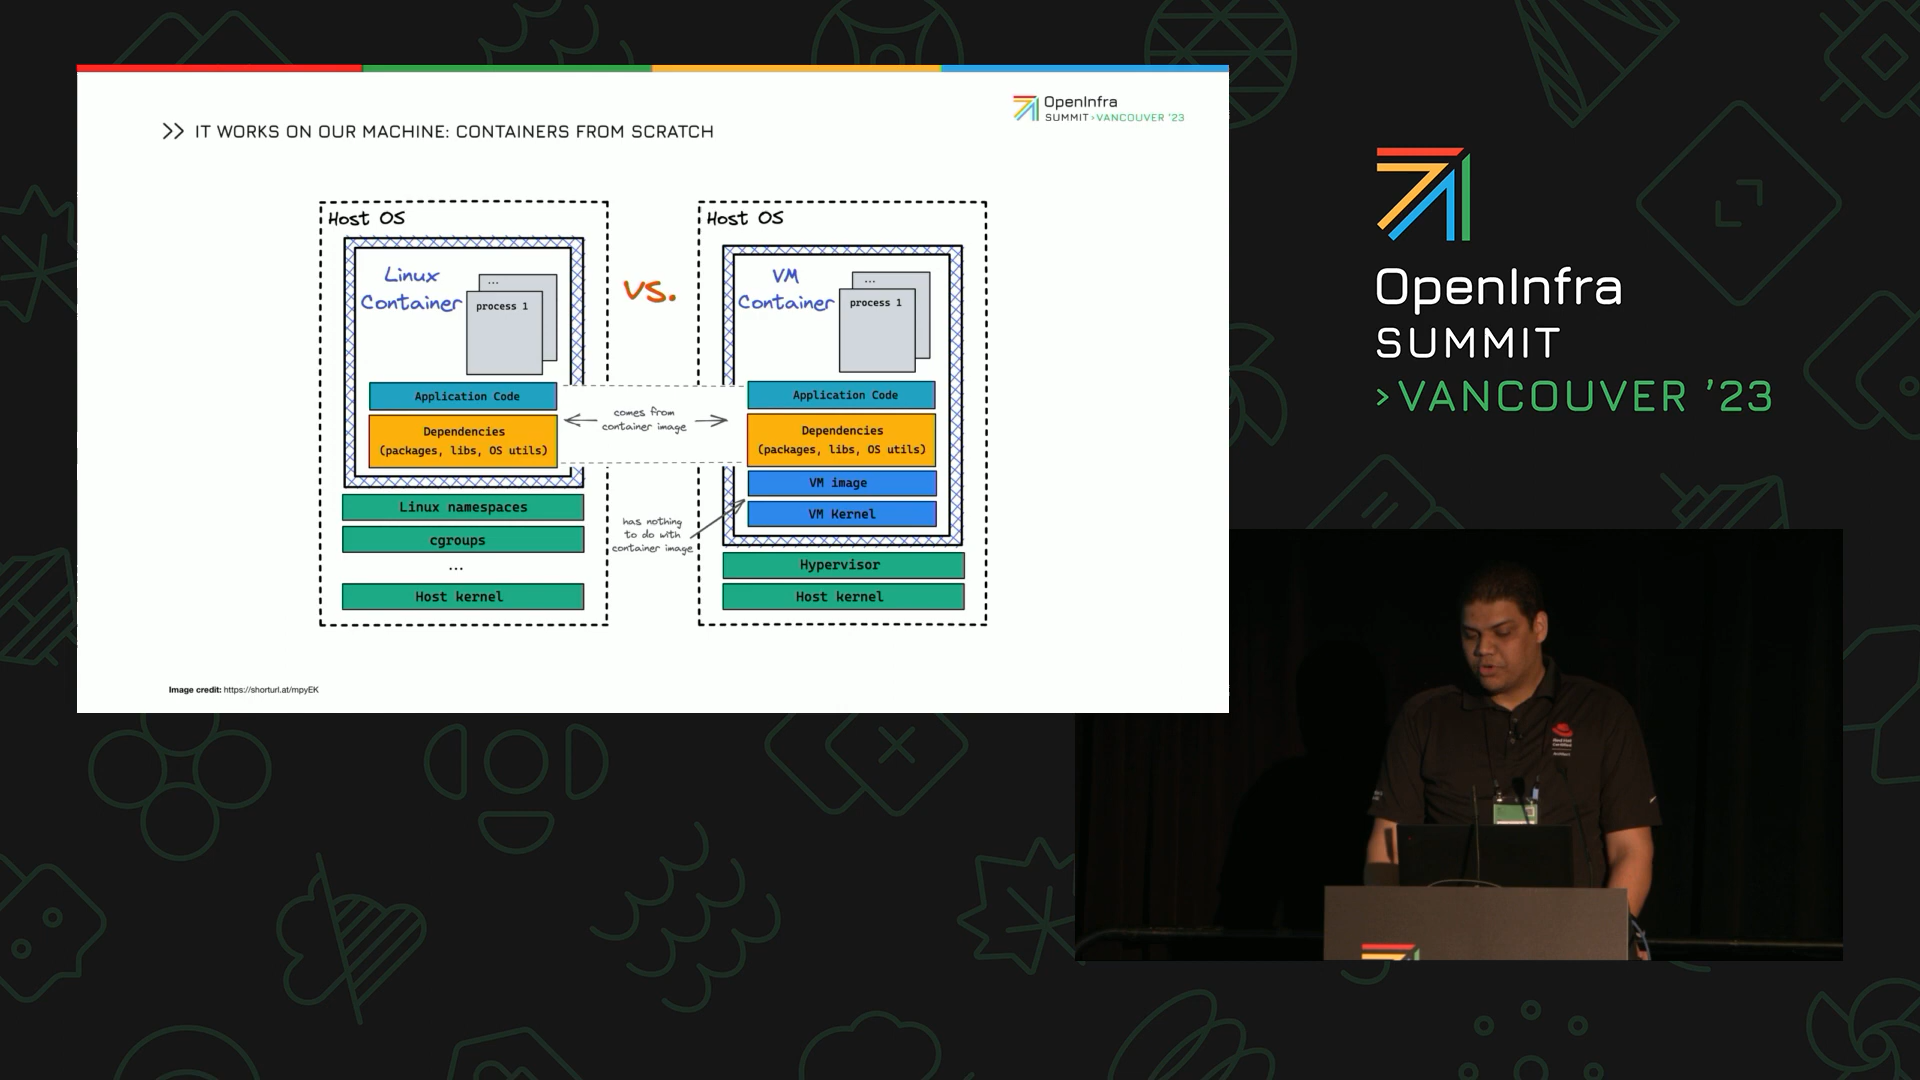 >> IT WORKS ON OUR MACHINE: CONTAINERS FROM SCRATCH
OpenInfra
SUMMIT >VANCOUVER '23
Host OS
Linux
Container
...
process 1
Application Code
Dependencies
(packages, libs, OS utils)
Linux namespaces
cgroups
...
Host kernel
vs.
comes from
container image
has nothing
to do with
container image
Host OS
VM
Container
...
process 1
Application Code
Dependencies
(packages, libs, OS utils)
VM image
VM Kernel
Hypervisor
Host kernel
Image credit: https://shorturl.at/mpyEK
OpenInfra
SUMMIT
>VANCOUVER '23